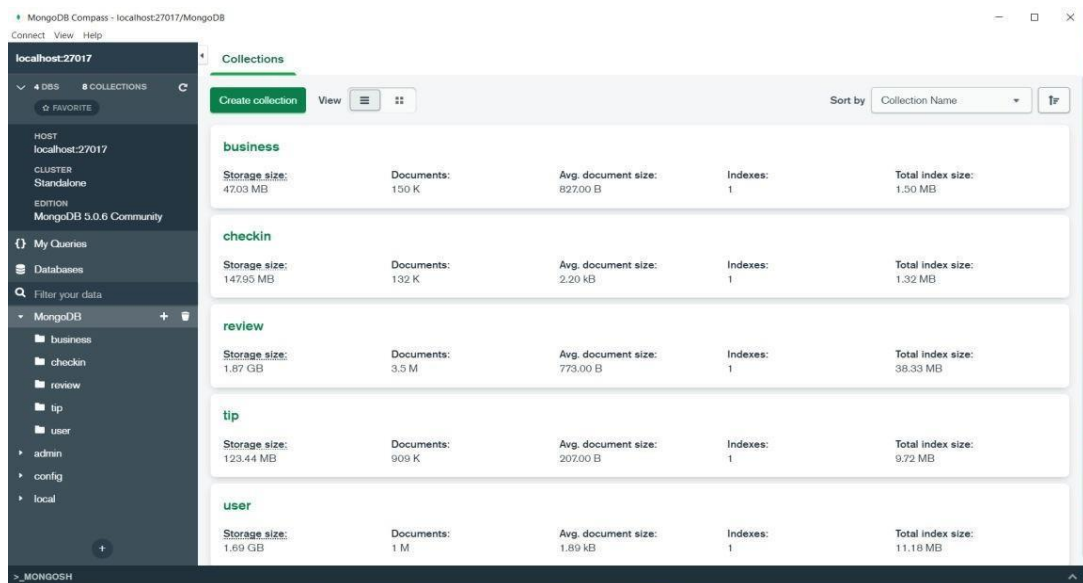 MongoDB Compass - localhost:27017/MongoDB
Connect View Help
localhost:27017
4 DBS 8 COLLECTIONS
FAVORITE
HOST
localhost:27017
CLUSTER
Standalone
EDITION
MongoDB 5.0.6 Community
{} My Queries
Databases
Filter your data
MongoDB
business
checkin
review
tip
user
admin
config
local
>_MONGOSH
Collections
Create collection View Sort by Collection Name
business
Storage size: Documents: Avg. document size: Indexes: Total index size:
47.03 MB 150 K 827.00 B 1 1.50 MB
checkin
Storage size: Documents: Avg. document size: Indexes: Total index size:
147.95 MB 132 K 2.20 kB 1 1.32 MB
review
Storage size: Documents: Avg. document size: Indexes: Total index size:
1.87 GB 3.5 M 773.00 B 1 38.33 MB
tip
Storage size: Documents: Avg. document size: Indexes: Total index size:
123.44 MB 909 K 207.00 B 1 9.72 MB
user
Storage size: Documents: Avg. document size: Indexes: Total index size:
1.69 GB 1 M 1.89 kB 1 11.18 MB